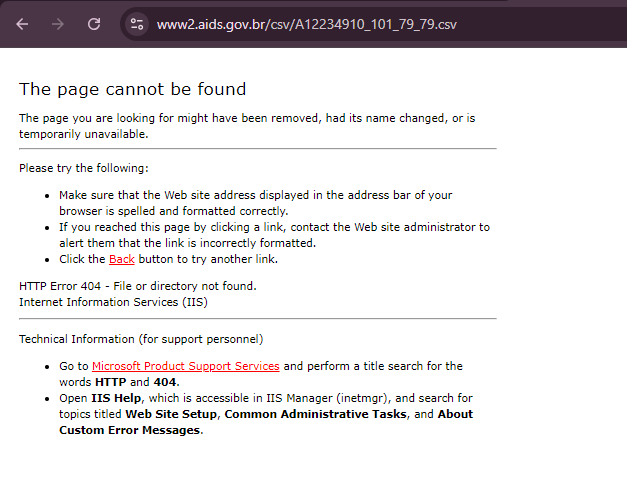 www2.aids.gov.br/csv/A12234910_101_79_79.csv
The page cannot be found
The page you are looking for might have been removed, had its name changed, or is
temporarily unavailable.
Please try the following:
• Make sure that the Web site address displayed in the address bar of your
browser is spelled and formatted correctly.
• If you reached this page by clicking a link, contact the Web site administrator to
alert them that the link is incorrectly formatted.
• Click the Back button to try another link.
HTTP Error 404 - File or directory not found.
Internet Information Services (IIS)
Technical Information (for support personnel)
• Go to Microsoft Product Support Services and perform a title search for the
words HTTP and 404.
• Open IIS Help, which is accessible in IIS Manager (inetmgr), and search for
topics titled Web Site Setup, Common Administrative Tasks, and About
Custom Error Messages.